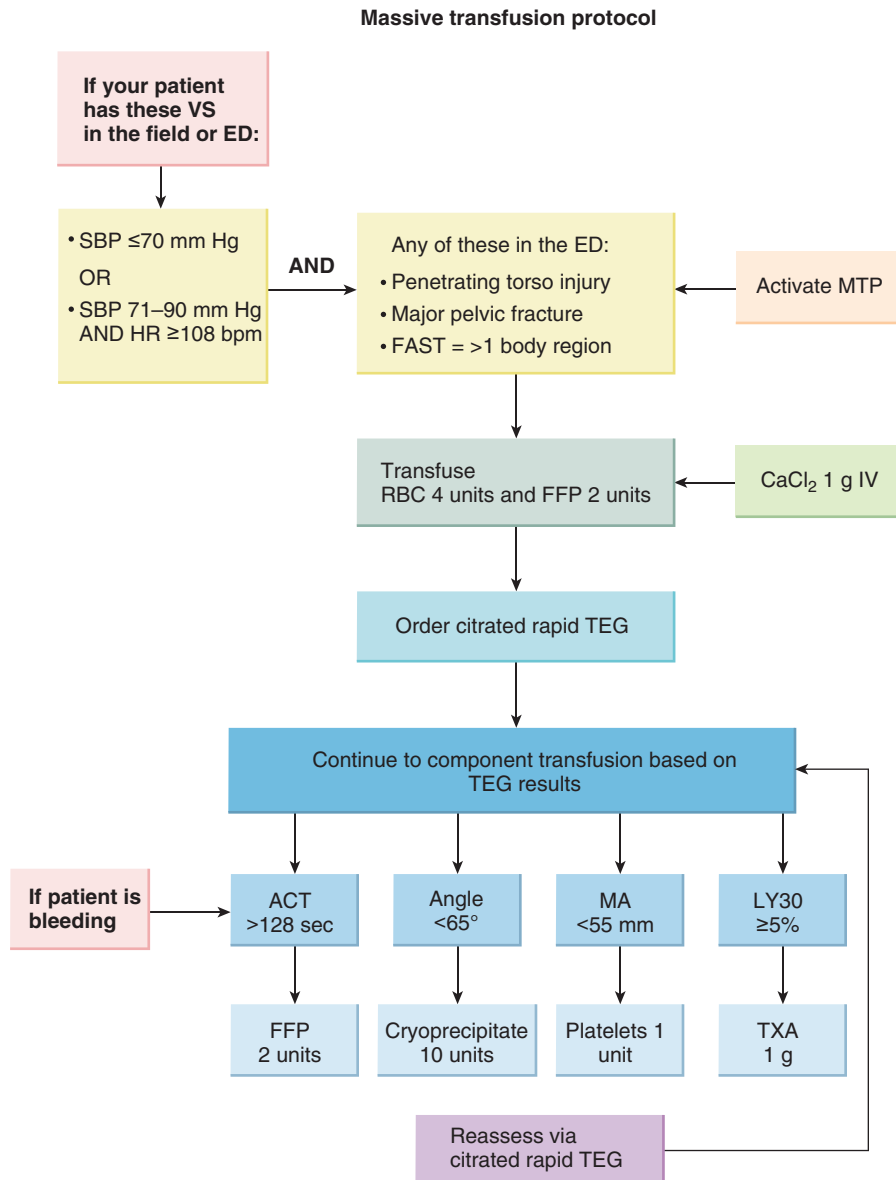 Massive transfusion protocol
If your patient
has these VS
in the field or ED:
• SBP ≤70 mm Hg
OR
• SBP 71–90 mm Hg
AND HR ≥108 bpm
AND
Any of these in the ED:
• Penetrating torso injury
• Major pelvic fracture
• FAST = >1 body region
Activate MTP
Transfuse
RBC 4 units and FFP 2 units
CaCl₂ 1 g IV
Order citrated rapid TEG
Continue to component transfusion based on
TEG results
If patient is
bleeding
ACT
>128 sec
Angle
<65°
MA
<55 mm
LY30
≥5%
FFP
2 units
Cryoprecipitate
10 units
Platelets 1
unit
TXA
1 g
Reassess via
citrated rapid TEG